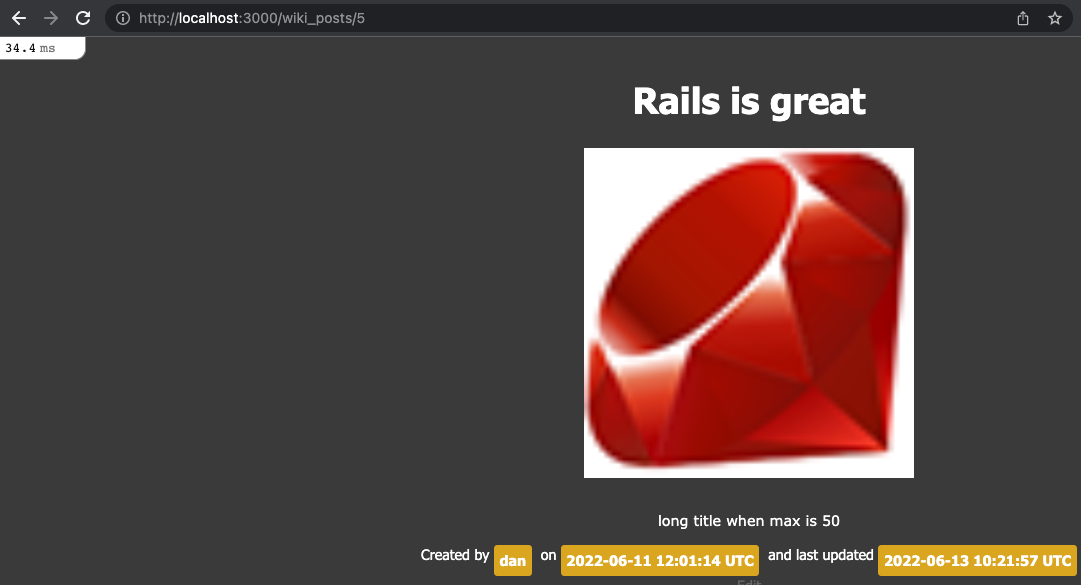 http://localhost:3000/wiki_posts/5
34.4 ms
Rails is great
long title when max is 50
Created by dan on 2022-06-11 12:01:14 UTC and last updated 2022-06-13 10:21:57 UTC
Edit